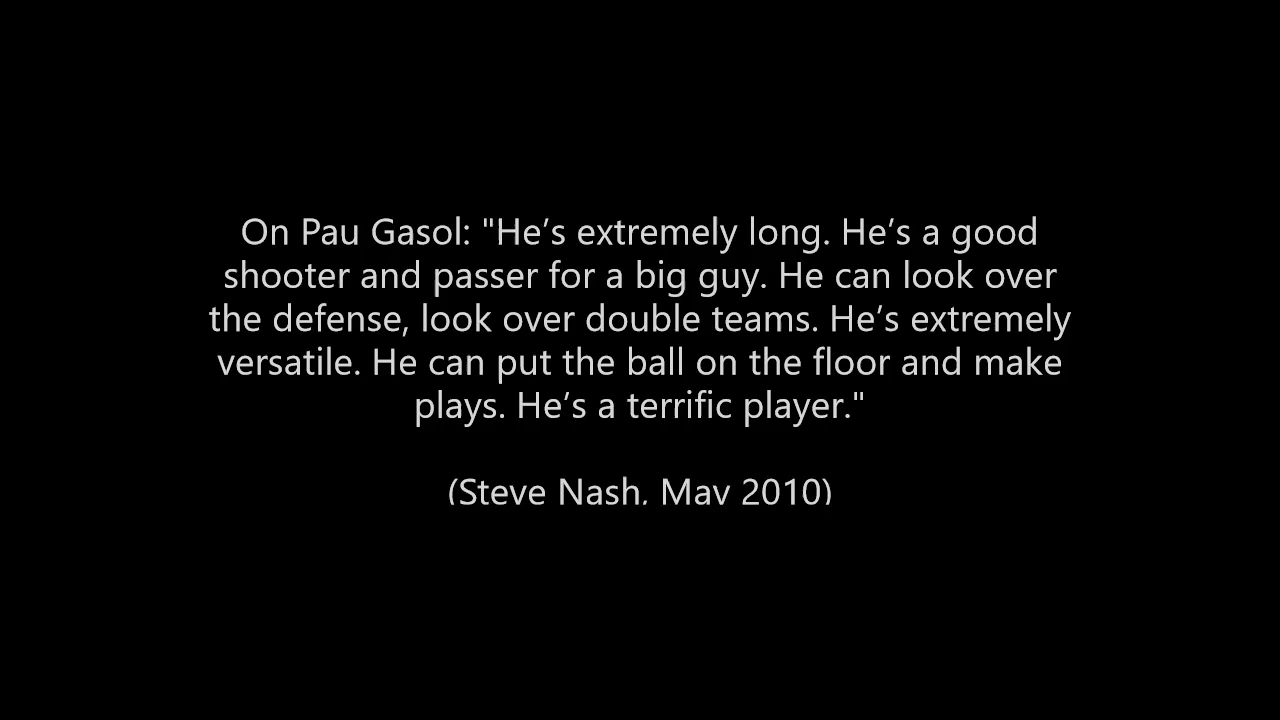 On Pau Gasol: "He’s extremely long. He’s a good
shooter and passer for a big guy. He can look over
the defense, look over double teams. He’s extremely
versatile. He can put the ball on the floor and make
plays. He’s a terrific player."
(Steve Nash, May 2010)